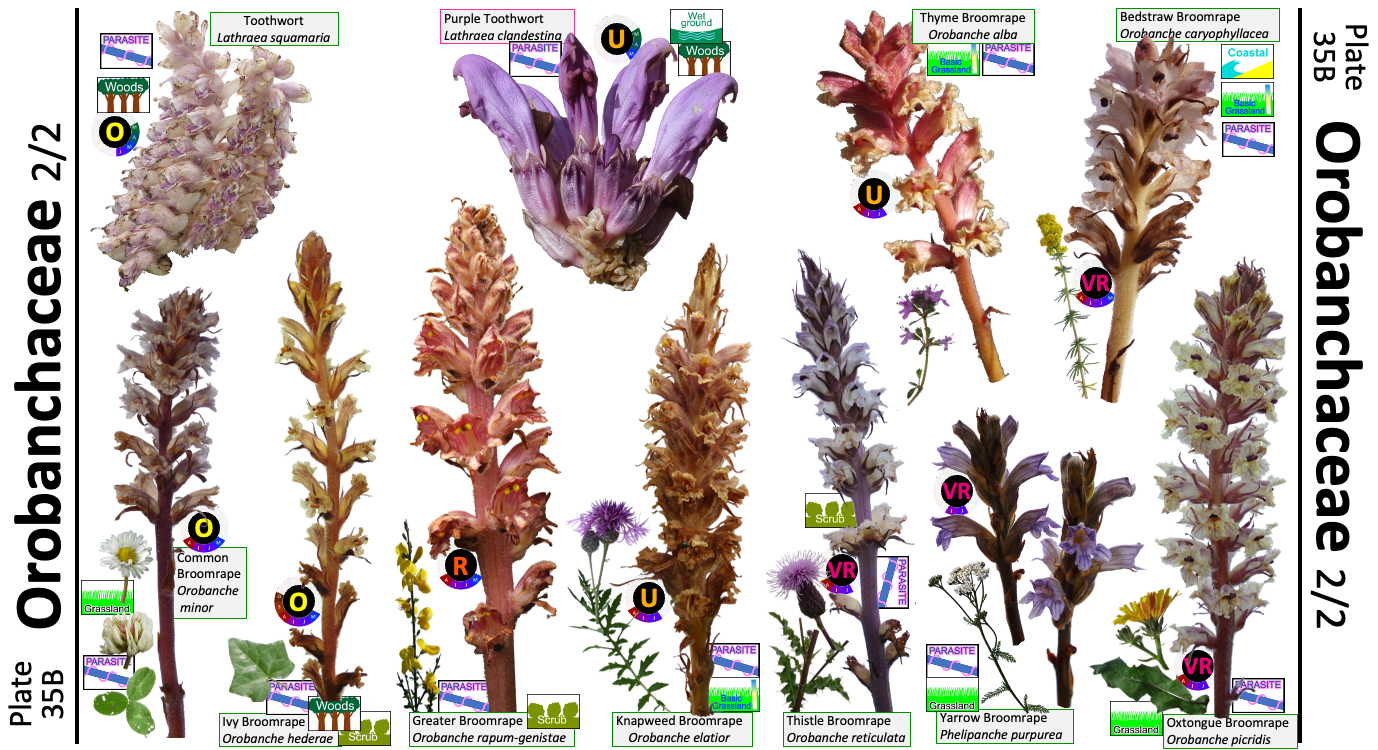 Plate
35B
Orobanchaceae 2/2
Toothwort
Lathraea squamaria
PARASITE
Woods
O
Purple Toothwort
Lathraea clandestina
PARASITE
U
Wet
ground
Woods
Thyme Broomrape
Orobanche alba
Basic
Grassland
PARASITE
U
Bedstraw Broomrape
Orobanche caryophyllacea
Coastal
Basic
Grassland
PARASITE
VR
O
Common
Broomrape
Orobanche
minor
Grassland
PARASITE
O
PARASITE
Woods
Scrub
Ivy Broomrape
Orobanche hederae
R
PARASITE
Scrub
Greater Broomrape
Orobanche rapum-genistae
U
PARASITE
Basic
Grassland
Knapweed Broomrape
Orobanche elatior
Scrub
VR
PARASITE
Thistle Broomrape
Orobanche reticulata
VR
PARASITE
Grassland
Yarrow Broomrape
Phelipanche purpurea
VR
PARASITE
Grassland
Oxtongue Broomrape
Orobanche picridis
Plate
35B
Orobanchaceae 2/2